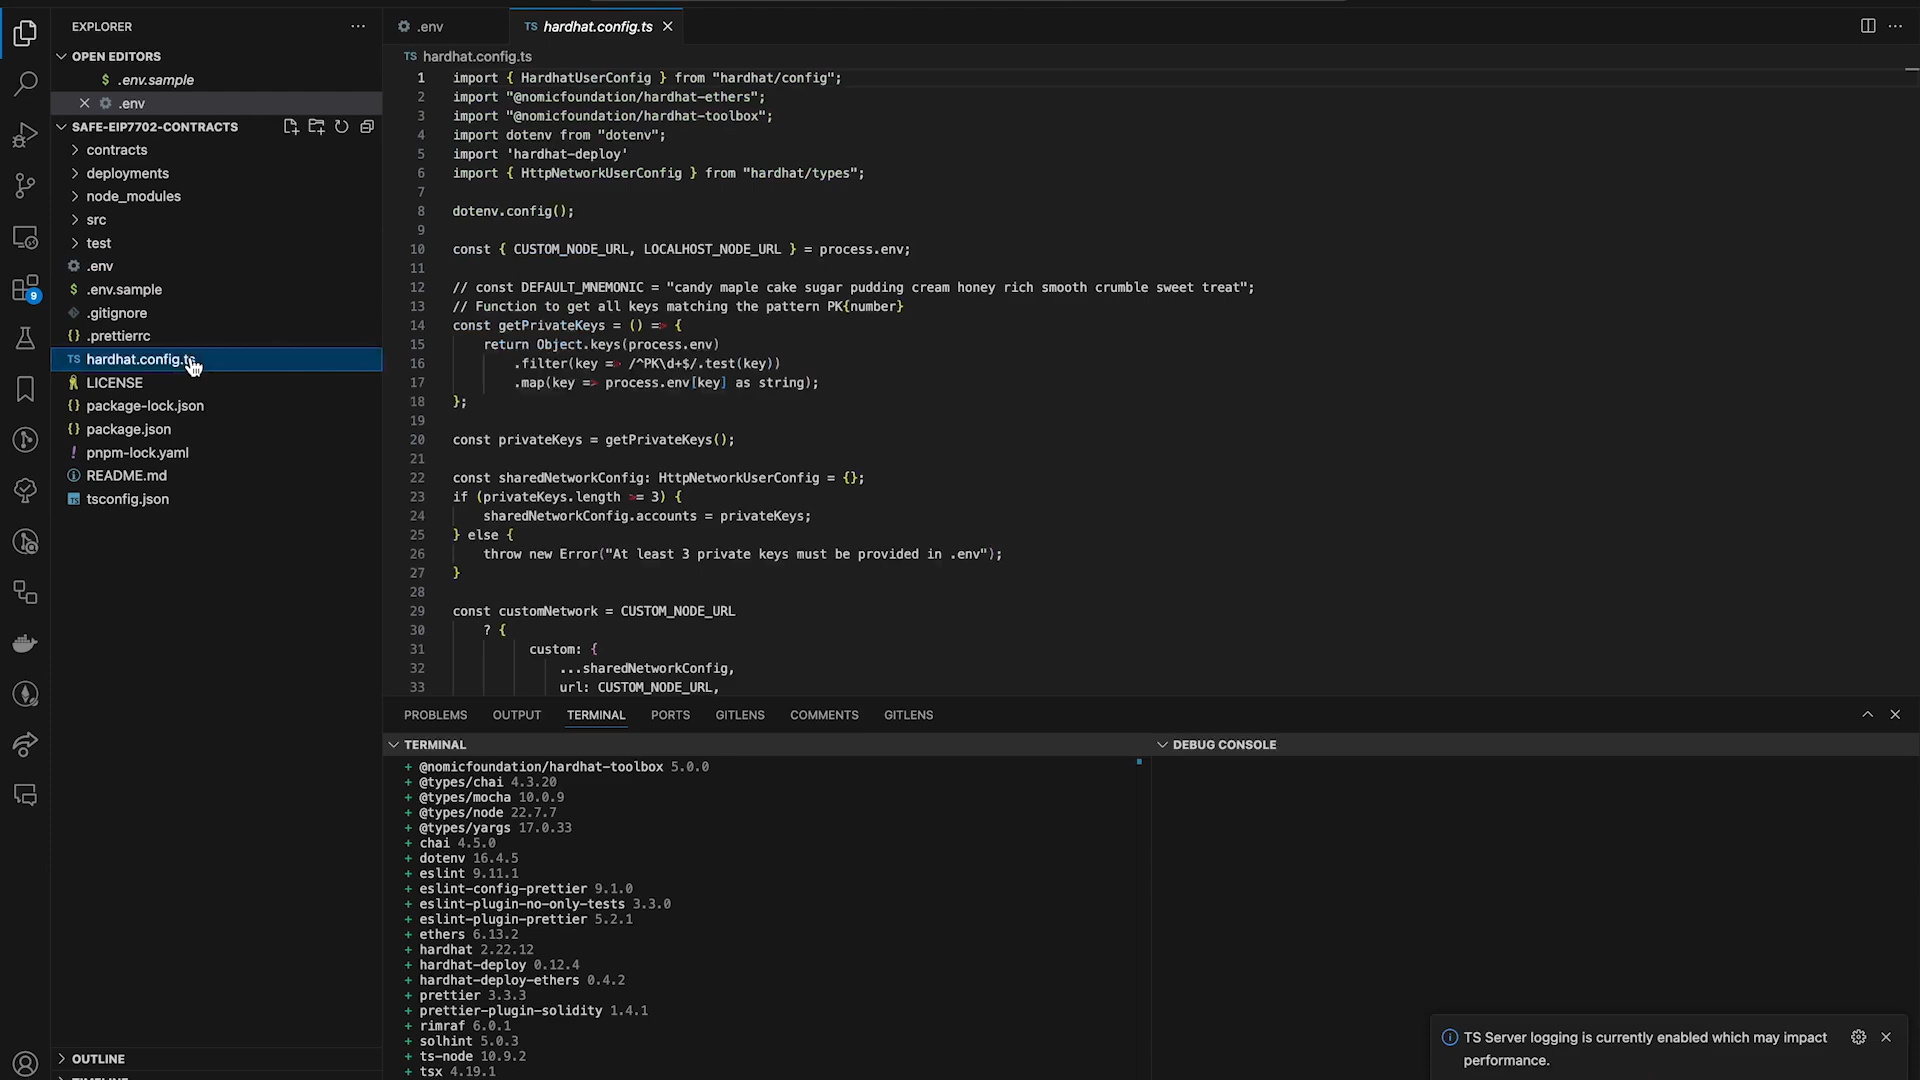 EXPLORER
OPEN EDITORS
$ .env.sample
.env
SAFE-EIP7702-CONTRACTS
contracts
deployments
node_modules
src
test
.env
$ .env.sample
.gitignore
{} .prettierrc
TS hardhat.config.ts
LICENSE
{} package-lock.json
{} package.json
! pnpm-lock.yaml
README.md
TS tsconfig.json
OUTLINE
9
.env
TS hardhat.config.ts
TS hardhat.config.ts
1 import { HardhatUserConfig } from "hardhat/config";
2 import "@nomicfoundation/hardhat-ethers";
3 import "@nomicfoundation/hardhat-toolbox";
4 import dotenv from "dotenv";
5 import 'hardhat-deploy'
6 import { HttpNetworkUserConfig } from "hardhat/types";
7
8 dotenv.config();
9
10 const { CUSTOM_NODE_URL, LOCALHOST_NODE_URL } = process.env;
11
12 // const DEFAULT_MNEMONIC = "candy maple cake sugar pudding cream honey rich smooth crumble sweet treat";
13 // Function to get all keys matching the pattern PK{number}
14 const getPrivateKeys = () => {
15 return Object.keys(process.env)
16 .filter(key => /^PK\d+$/.test(key))
17 .map(key => process.env[key] as string);
18 };
19
20 const privateKeys = getPrivateKeys();
21
22 const sharedNetworkConfig: HttpNetworkUserConfig = {};
23 if (privateKeys.length >= 3) {
24 sharedNetworkConfig.accounts = privateKeys;
25 } else {
26 throw new Error("At least 3 private keys must be provided in .env");
27 }
28
29 const customNetwork = CUSTOM_NODE_URL
30 ? {
31 custom: {
32 ...sharedNetworkConfig,
33 url: CUSTOM_NODE_URL,
PROBLEMS OUTPUT TERMINAL PORTS GITLENS COMMENTS GITLENS
TERMINAL
+ @nomicfoundation/hardhat-toolbox 5.0.0
+ @types/chai 4.3.20
+ @types/mocha 10.0.9
+ @types/node 22.7.7
+ @types/yargs 17.0.33
+ chai 4.5.0
+ dotenv 16.4.5
+ eslint 9.11.1
+ eslint-config-prettier 9.1.0
+ eslint-plugin-no-only-tests 3.3.0
+ eslint-plugin-prettier 5.2.1
+ ethers 6.13.2
+ hardhat 2.22.12
+ hardhat-deploy 0.12.4
+ hardhat-deploy-ethers 0.4.2
+ prettier 3.3.3
+ prettier-plugin-solidity 1.4.1
+ rimraf 6.0.1
+ solhint 5.0.3
+ ts-node 10.9.2
+ tsx 4.19.1
DEBUG CONSOLE
TS Server logging is currently enabled which may impact
performance.